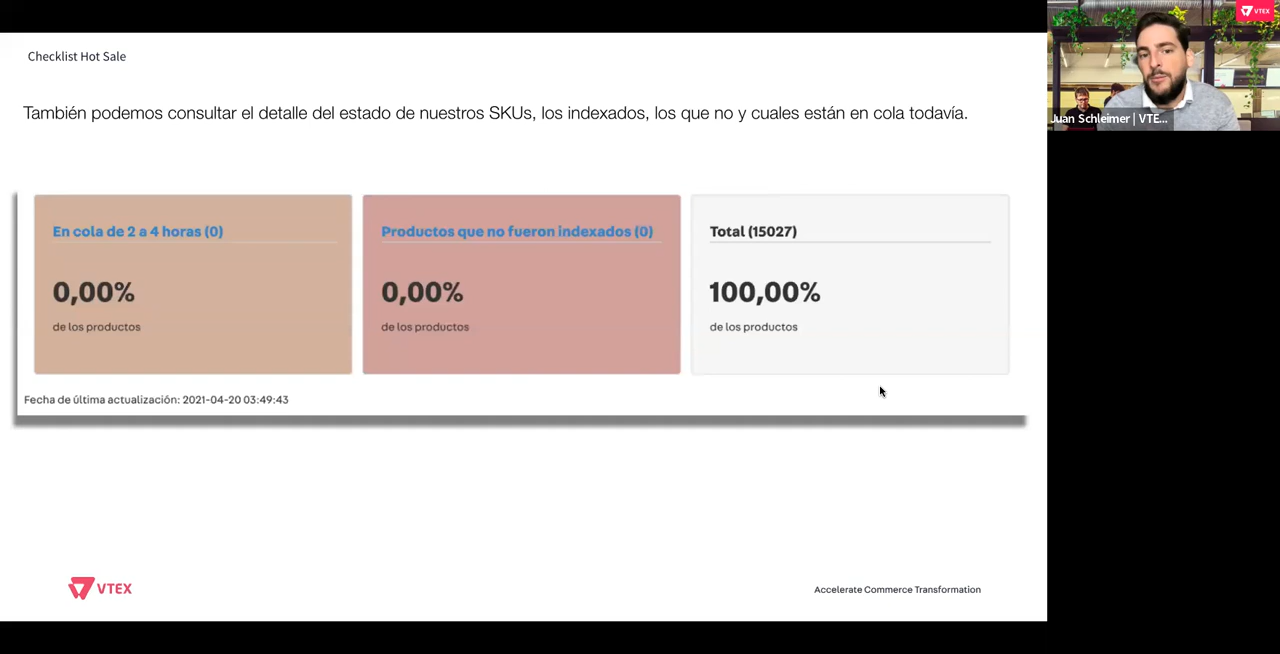 Checklist Hot Sale
También podemos consultar el detalle del estado de nuestros SKUs, los indexados, los que no y cuales están en cola todavía.
En cola de 2 a 4 horas (0)
0,00%
de los productos
Productos que no fueron indexados (0)
0,00%
de los productos
Total (15027)
100,00%
de los productos
Fecha de última actualización: 2021-04-20 03:49:43
VTEX
Accelerate Commerce Transformation
VTEX
Juan Schleimer | VTE...